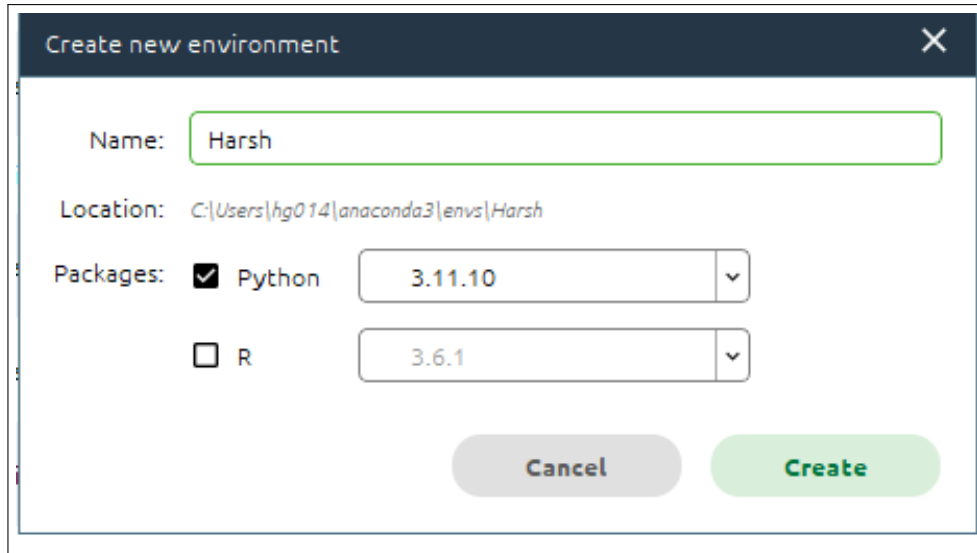 Create new environment
Name: Harsh
Location: C:\Users\hg014\anaconda3\envs\Harsh
Packages: Python 3.11.10
R 3.6.1
Cancel Create